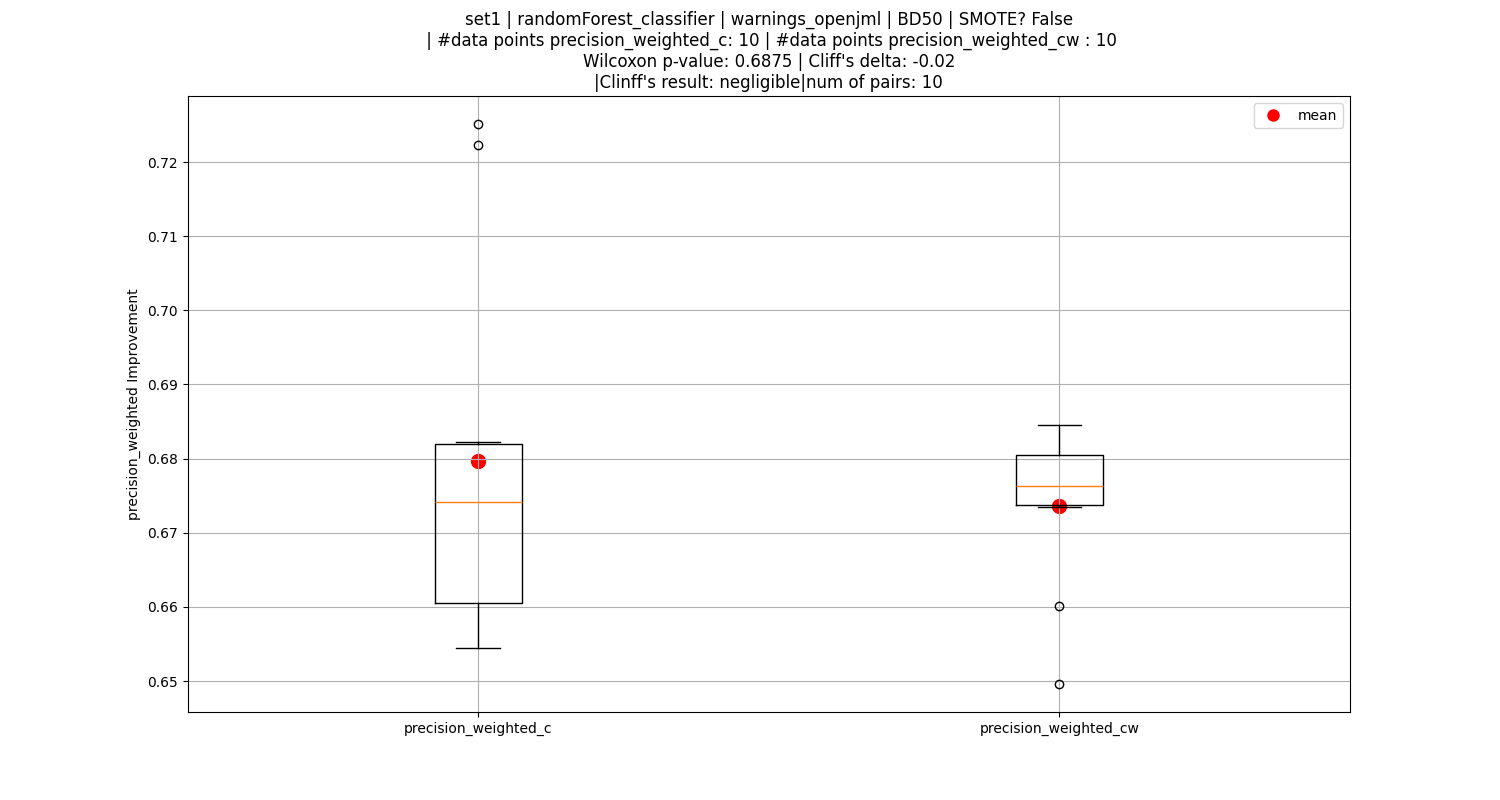 set1 | randomForest_classifier | warnings_openjml | BD50 | SMOTE? False
| #data points precision_weighted_c: 10 | #data points precision_weighted_cw : 10
Wilcoxon p-value: 0.6875 | Cliff's delta: -0.02
|Clinff's result: negligible|num of pairs: 10
mean
0.72
0.71
0.70
0.69
0.68
0.67
0.66
0.65
precision_weighted Improvement
precision_weighted_c
precision_weighted_cw